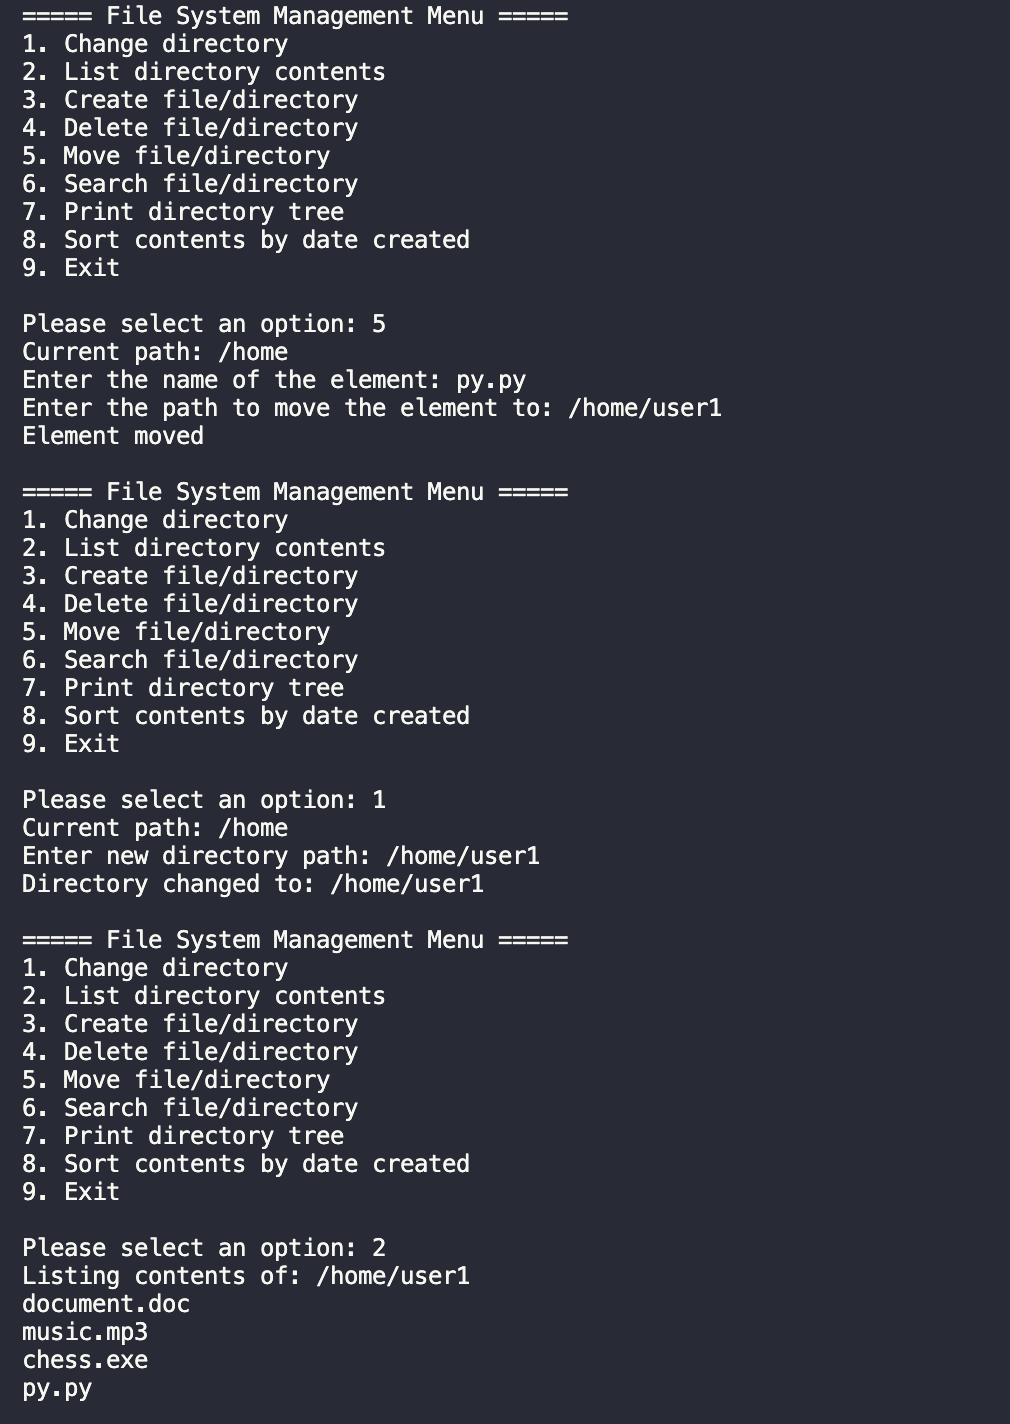 ===== File System Management Menu =====
1. Change directory
2. List directory contents
3. Create file/directory
4. Delete file/directory
5. Move file/directory
6. Search file/directory
7. Print directory tree
8. Sort contents by date created
9. Exit

Please select an option: 5
Current path: /home
Enter the name of the element: py.py
Enter the path to move the element to: /home/user1
Element moved

===== File System Management Menu =====
1. Change directory
2. List directory contents
3. Create file/directory
4. Delete file/directory
5. Move file/directory
6. Search file/directory
7. Print directory tree
8. Sort contents by date created
9. Exit

Please select an option: 1
Current path: /home
Enter new directory path: /home/user1
Directory changed to: /home/user1

===== File System Management Menu =====
1. Change directory
2. List directory contents
3. Create file/directory
4. Delete file/directory
5. Move file/directory
6. Search file/directory
7. Print directory tree
8. Sort contents by date created
9. Exit

Please select an option: 2
Listing contents of: /home/user1
document.doc
music.mp3
chess.exe
py.py